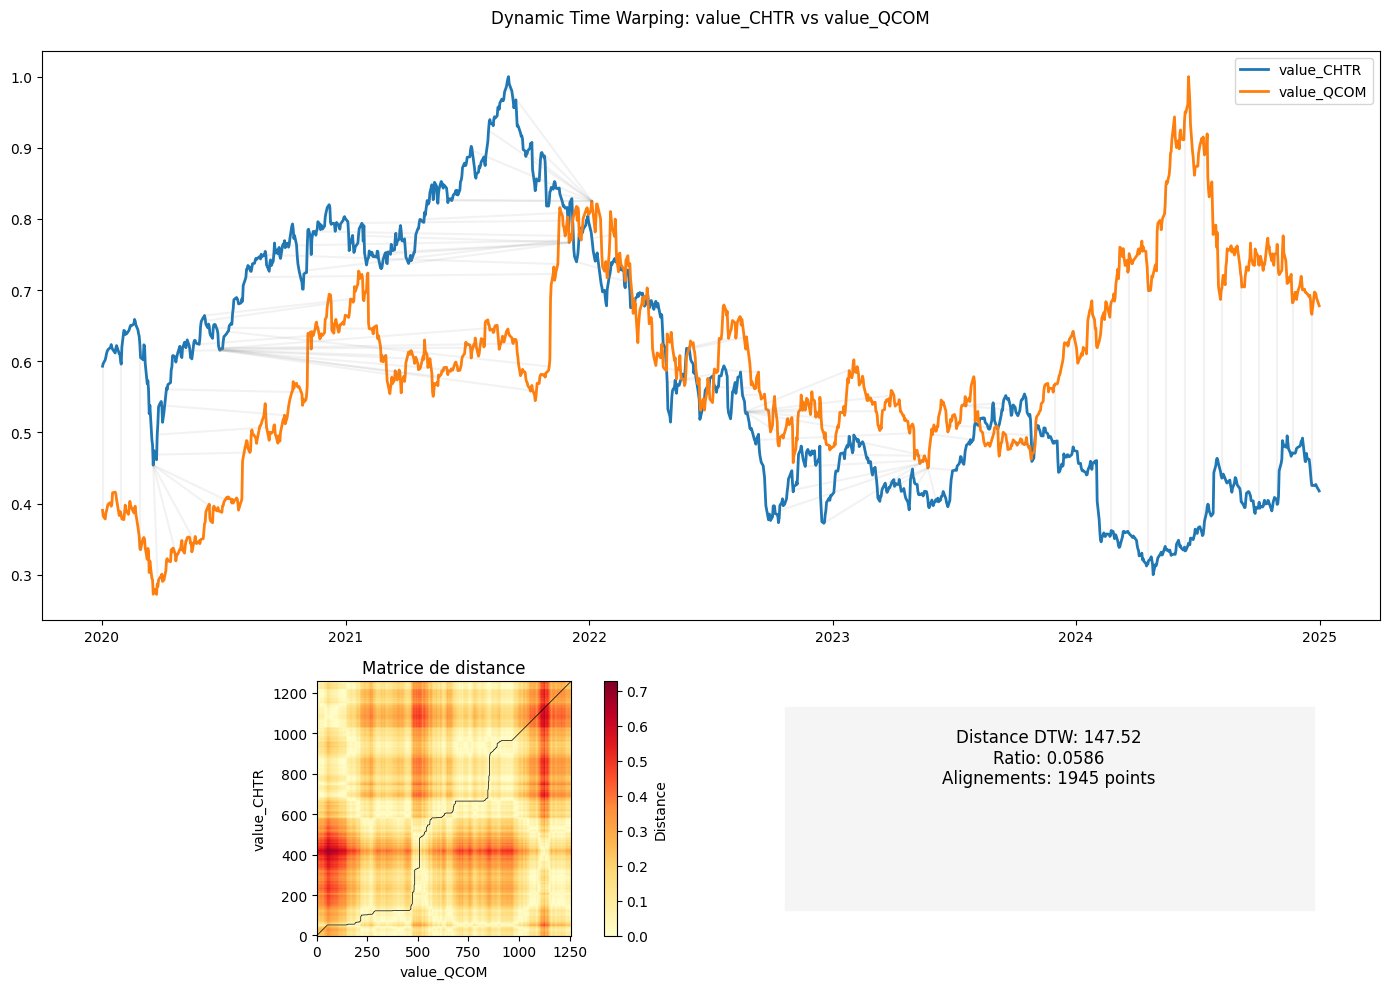 Dynamic Time Warping: value_CHTR vs value_QCOM
1.0
0.9
0.8
0.7
0.6
0.5
0.4
0.3
value_CHTR
value_QCOM
2020 2021 2022 2023 2024 2025
Matrice de distance
value_CHTR
1200
1000
800
600
400
200
0
0 250 500 750 1000 1250
value_QCOM
0.7
0.6
0.5
0.4
0.3
0.2
0.1
0.0
Distance
Distance DTW: 147.52
Ratio: 0.0586
Alignements: 1945 points